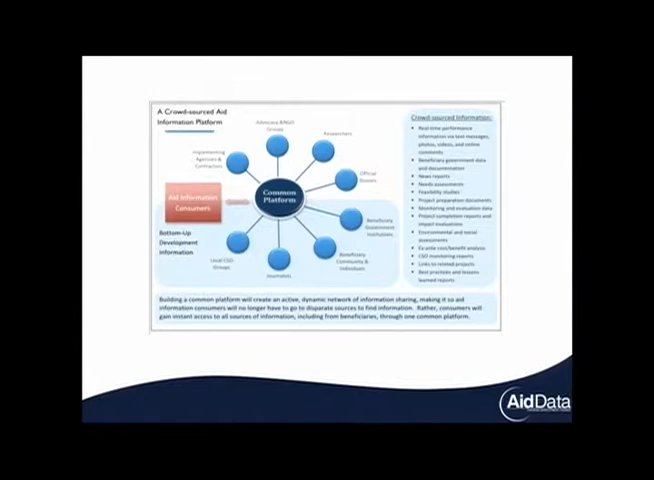 A Crowd-sourced Aid
Information Platform
Advocacy &NGO
Groups
Researchers
Implementing
Agencies &
Contractors
Official
Donors
Aid Information
Consumers
Common
Platform
Beneficiary
Government
Institutions
Bottom-Up
Development
Information
Local CSO
Groups
Journalists
Beneficiary
Community &
Individuals
Crowd-sourced Information:
Real-time performance
information via text messages,
photos, videos, and online
comments
Beneficiary government data
and documentation
News reports
Needs assessments
Feasibility studies
Project preparation documents
Monitoring and evaluation data
Project completion reports and
impact evaluations
Environmental and social
assessments
Ex-ante cost/benefit analysis
CSO monitoring reports
Links to related projects
Best practices and lessons
learned reports
Building a common platform will create an active, dynamic network of information sharing, making it so aid
information consumers will no longer have to go to disparate sources to find information. Rather, consumers will
gain instant access to all sources of information, including from beneficiaries, through one common platform.
AidData